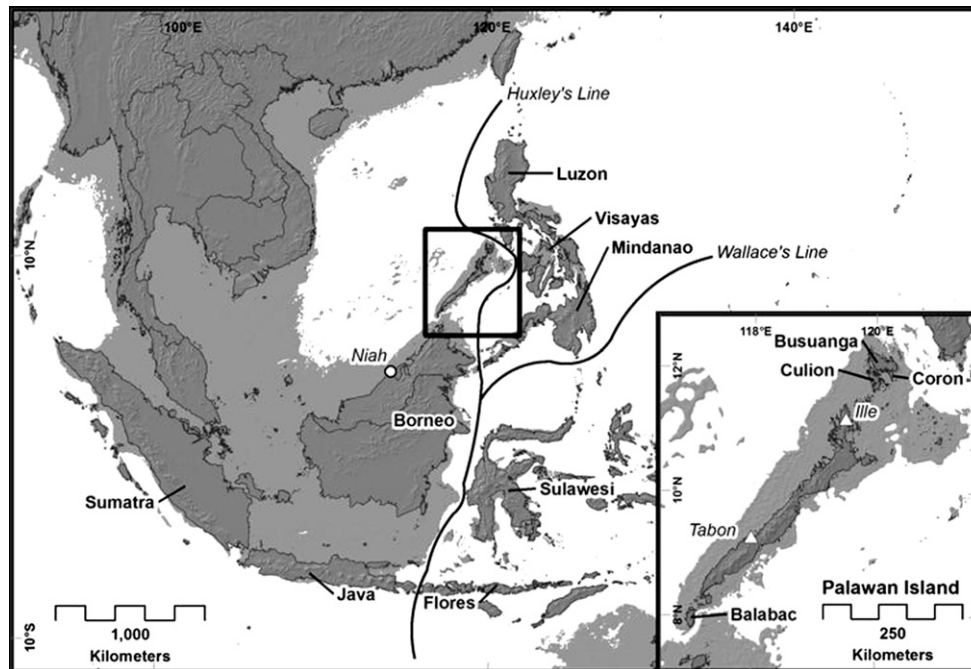 100°E
120°E
140°E
Huxley's Line
Luzon
Visayas
Mindanao
Wallace's Line
10°N
Niah
Borneo
Sumatra
Sulawesi
Java
Flores
10°S
1,000
Kilometers
118°E
120°E
Busuanga
12°N
Culion
Coron
Ille
10°N
Tabon
Palawan Island
8°N
Balabac
250
Kilometers